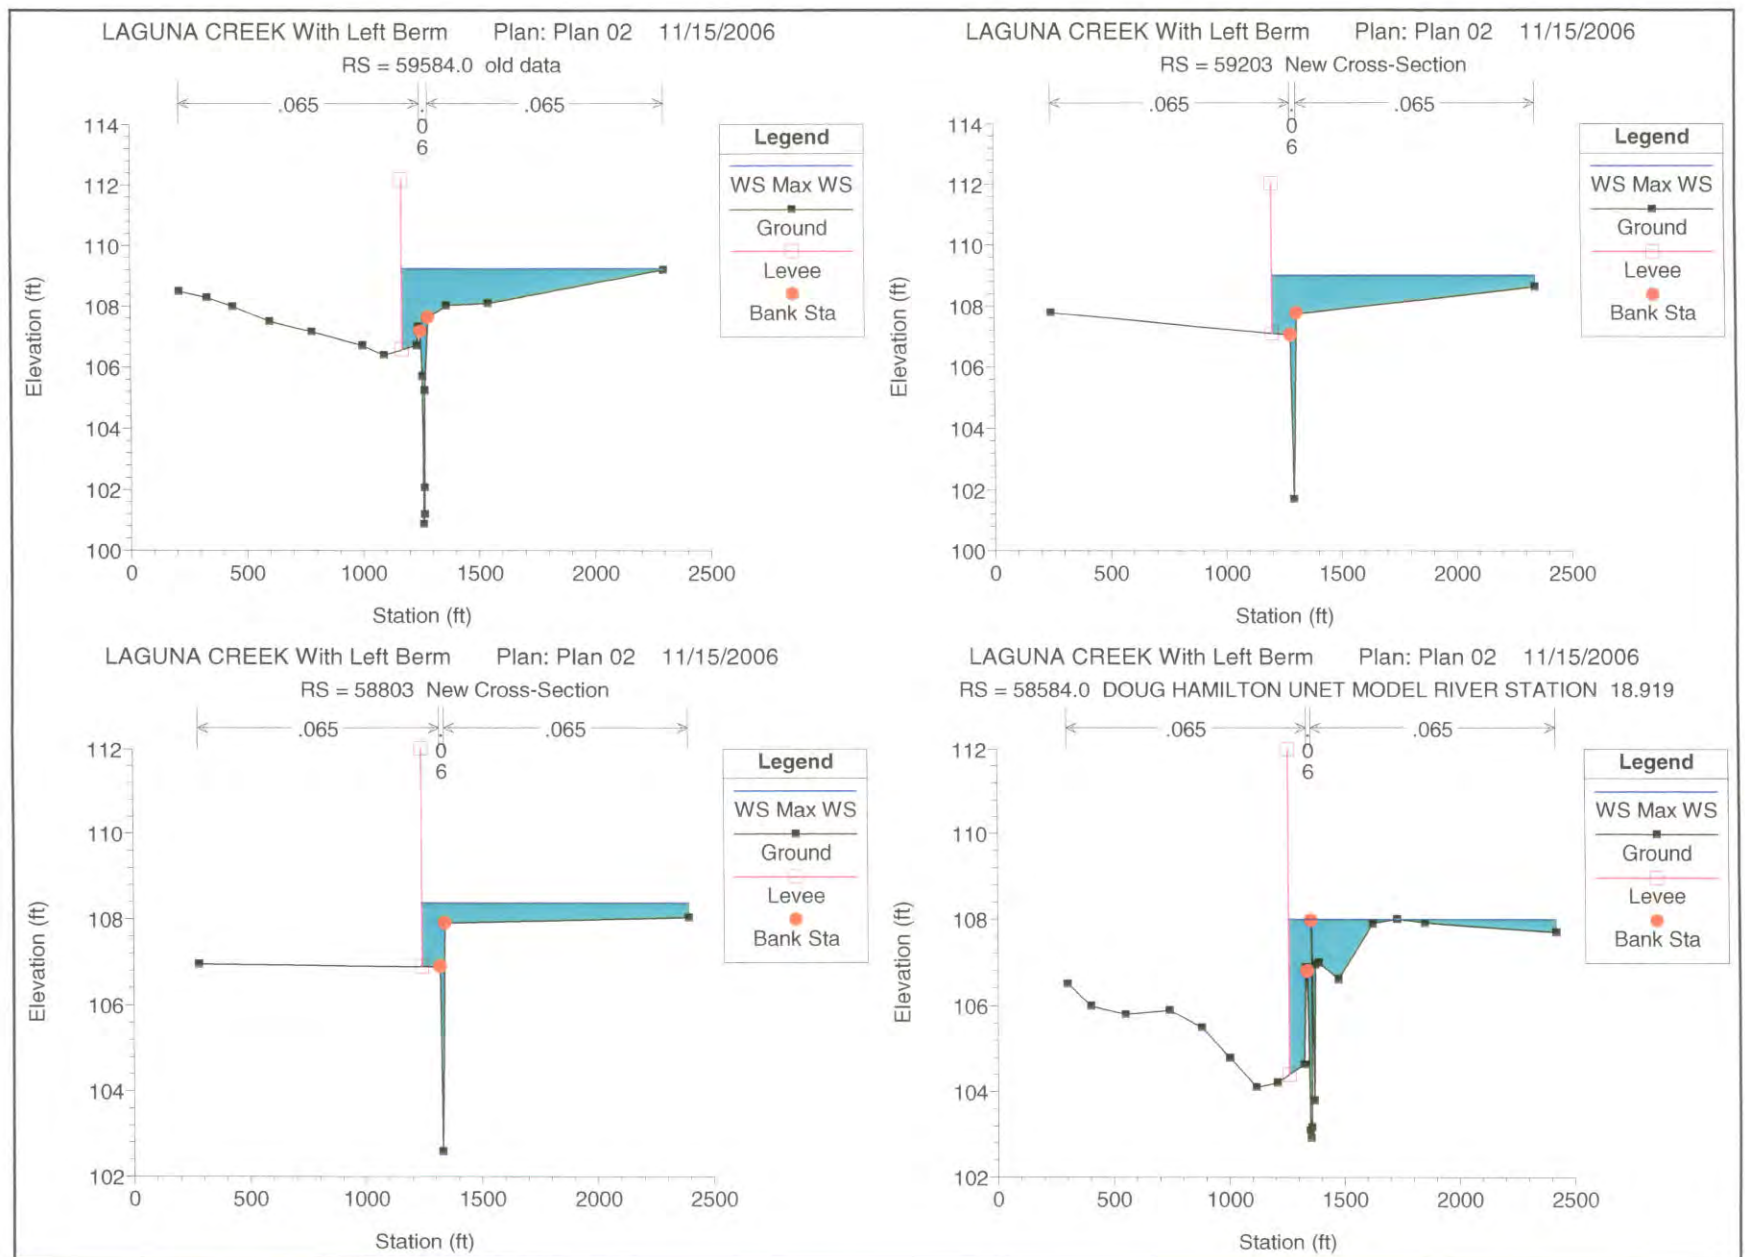 LAGUNA CREEK With Left Berm Plan: Plan 02 11/15/2006
RS = 59584.0 old data
.065
.06
.065
114
112
110
108
106
104
102
100
Elevation (ft)
0 500 1000 1500 2000 2500
Station (ft)
Legend
WS Max WS
Ground
Levee
Bank Sta
LAGUNA CREEK With Left Berm Plan: Plan 02 11/15/2006
RS = 59203 New Cross-Section
.065
.06
.065
114
112
110
108
106
104
102
100
Elevation (ft)
0 500 1000 1500 2000 2500
Station (ft)
Legend
WS Max WS
Ground
Levee
Bank Sta
LAGUNA CREEK With Left Berm Plan: Plan 02 11/15/2006
RS = 58803 New Cross-Section
.065
.06
.065
112
110
108
106
104
102
Elevation (ft)
0 500 1000 1500 2000 2500
Station (ft)
Legend
WS Max WS
Ground
Levee
Bank Sta
LAGUNA CREEK With Left Berm Plan: Plan 02 11/15/2006
RS = 58584.0 DOUG HAMILTON UNET MODEL RIVER STATION 18.919
.065
.06
.065
112
110
108
106
104
102
Elevation (ft)
0 500 1000 1500 2000 2500
Station (ft)
Legend
WS Max WS
Ground
Levee
Bank Sta